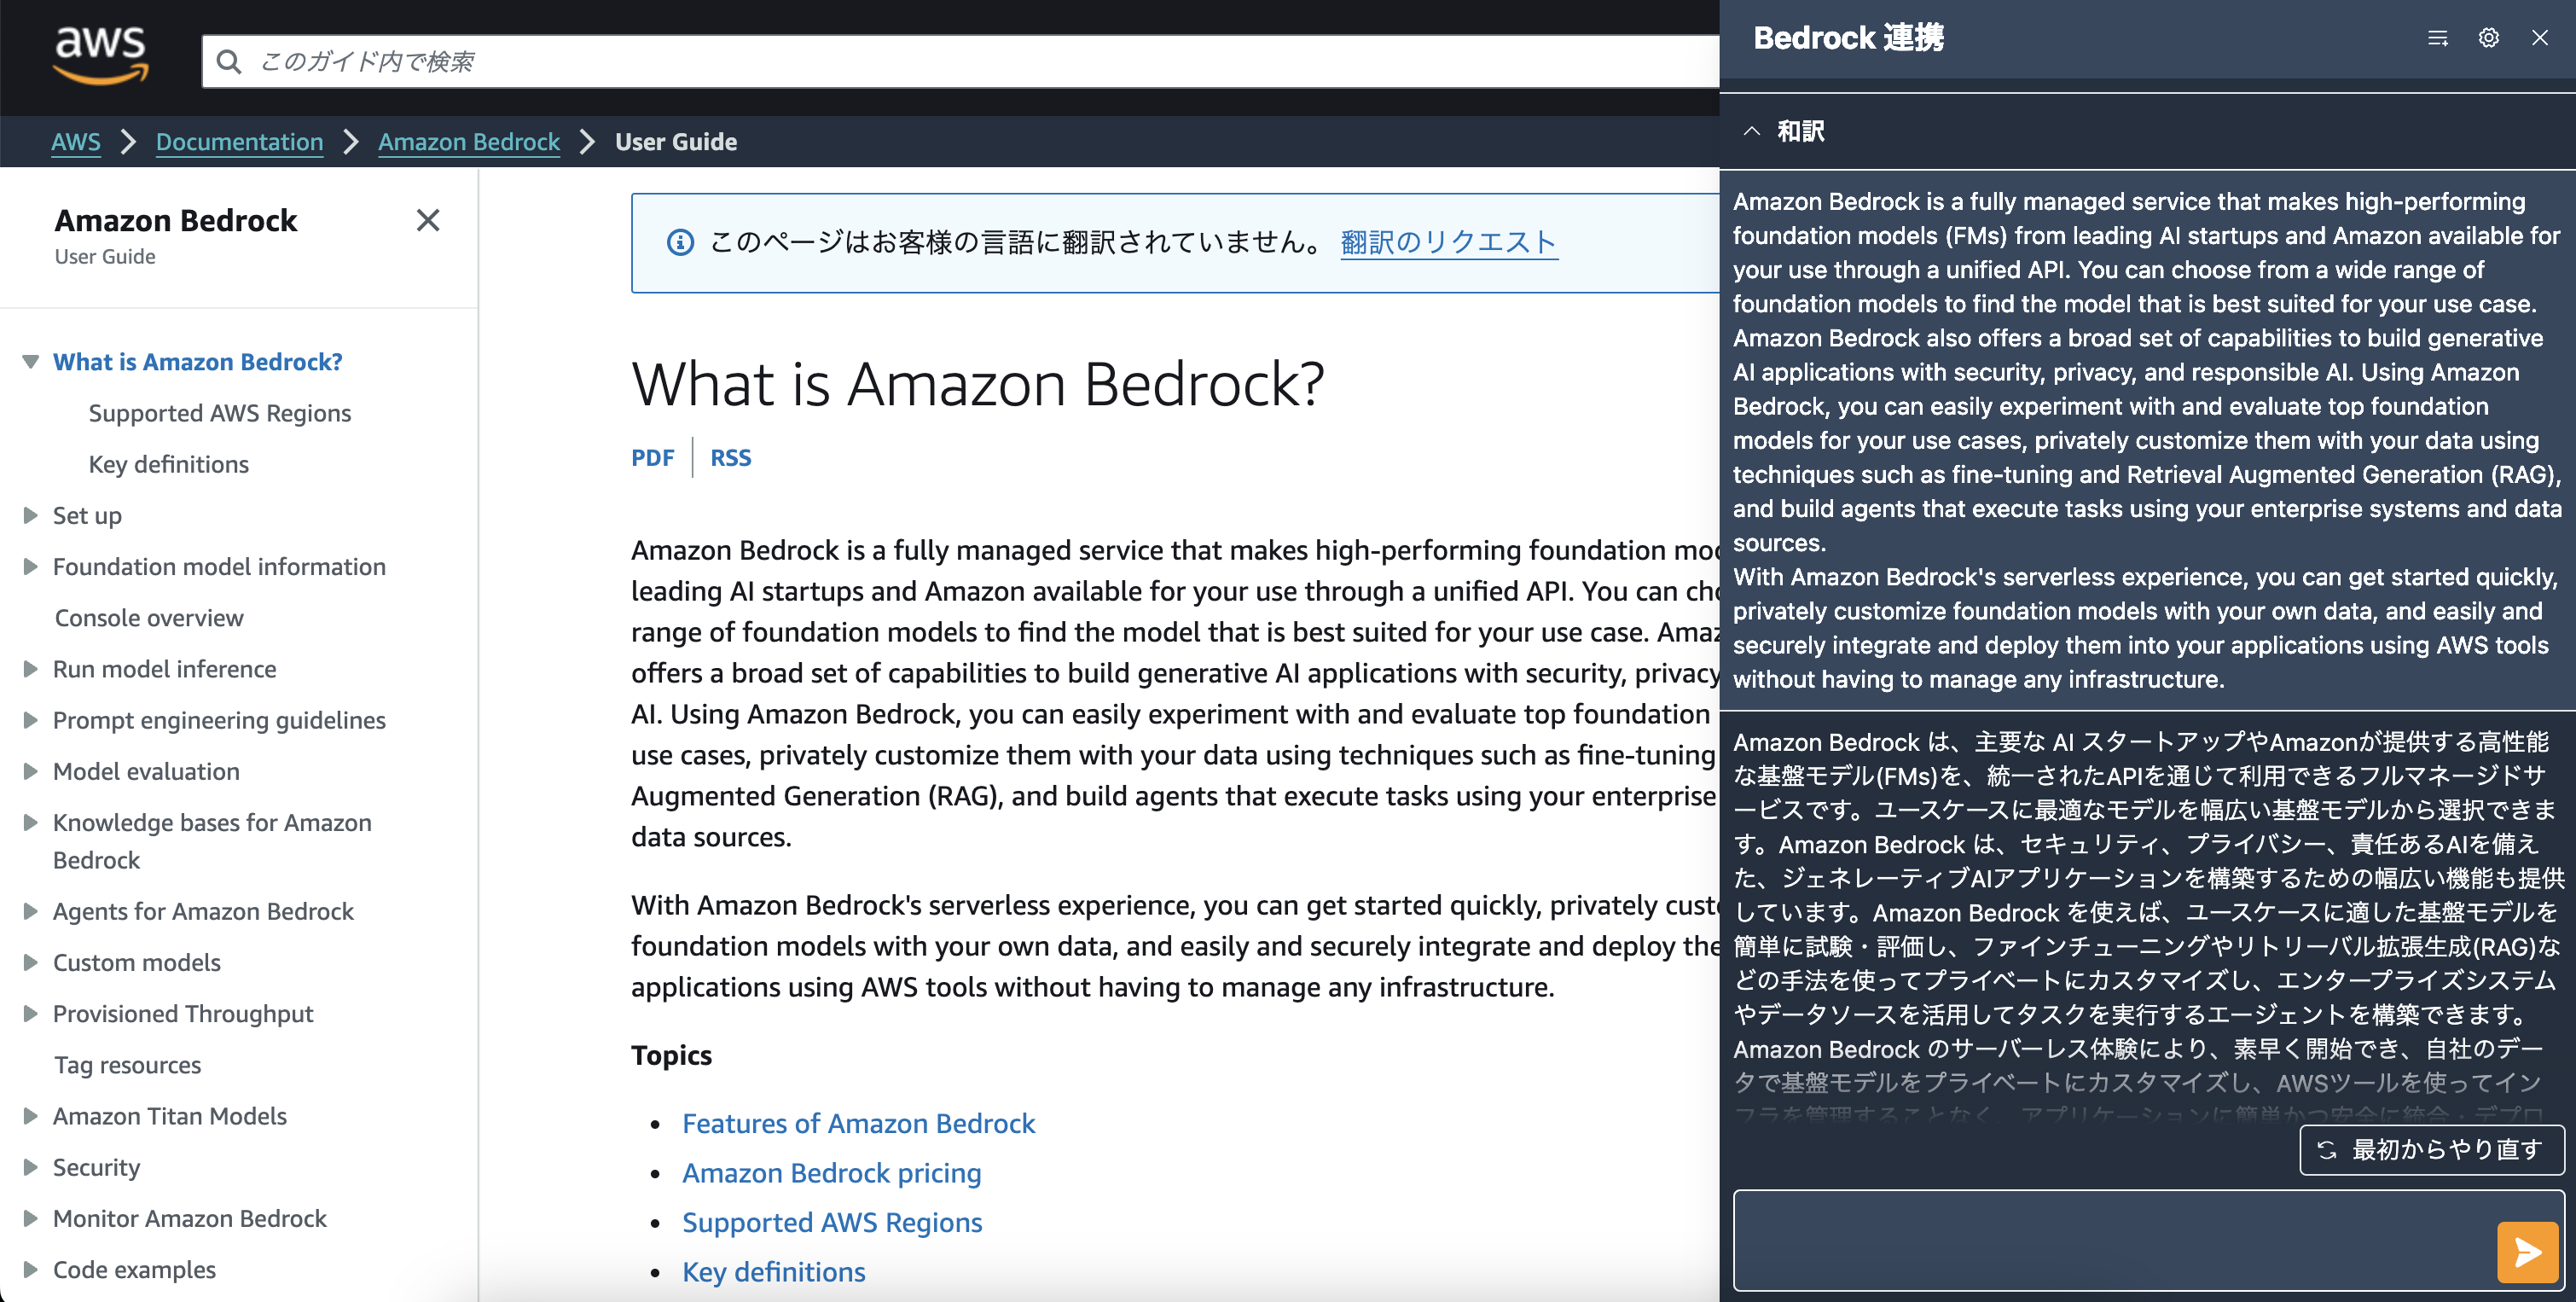 aws
このガイド内で検索
AWS
Documentation
Amazon Bedrock
User Guide
Amazon Bedrock
User Guide
What is Amazon Bedrock?
Supported AWS Regions
Key definitions
Set up
Foundation model information
Console overview
Run model inference
Prompt engineering guidelines
Model evaluation
Knowledge bases for Amazon
Bedrock
Agents for Amazon Bedrock
Custom models
Provisioned Throughput
Tag resources
Amazon Titan Models
Security
Monitor Amazon Bedrock
Code examples
このページはお客様の言語に翻訳されていません。 翻訳のリクエスト
What is Amazon Bedrock?
PDF
RSS
Amazon Bedrock is a fully managed service that makes high-performing foundation
leading AI startups and Amazon available for your use through a unified API. You can
range of foundation models to find the model that is best suited for your use case.
offers a broad set of capabilities to build generative AI applications with security, privacy
AI. Using Amazon Bedrock, you can easily experiment with and evaluate top foundation
use cases, privately customize them with your data using techniques such as fine-tuning
Augmented Generation (RAG), and build agents that execute tasks using your enterprise
data sources.
With Amazon Bedrock's serverless experience, you can get started quickly, privately
foundation models with your own data, and easily and securely integrate and deploy
applications using AWS tools without having to manage any infrastructure.
Topics
Features of Amazon Bedrock
Amazon Bedrock pricing
Supported AWS Regions
Key definitions
Bedrock 連携
和訳
Amazon Bedrock is a fully managed service that makes high-performing
foundation models (FMs) from leading AI startups and Amazon available for
your use through a unified API. You can choose from a wide range of
foundation models to find the model that is best suited for your use case.
Amazon Bedrock also offers a broad set of capabilities to build generative
AI applications with security, privacy, and responsible AI. Using Amazon
Bedrock, you can easily experiment with and evaluate top foundation
models for your use cases, privately customize them with your data using
techniques such as fine-tuning and Retrieval Augmented Generation (RAG),
and build agents that execute tasks using your enterprise systems and data
sources.
With Amazon Bedrock's serverless experience, you can get started quickly,
privately customize foundation models with your own data, and easily and
securely integrate and deploy them into your applications using AWS tools
without having to manage any infrastructure.
Amazon Bedrock は、主要な AI スタートアップやAmazonが提供する高性能
な基盤モデル(FMs)を、統一されたAPIを通じて利用できるフルマネージドサ
ービスです。ユースケースに最適なモデルを幅広い基盤モデルから選択できま
す。Amazon Bedrock は、セキュリティ、プライバシー、責任あるAIを備え
た、ジェネレーティブAIアプリケーションを構築するための幅広い機能も提供
しています。Amazon Bedrock を使えば、ユースケースに適した基盤モデルを
簡単に試験・評価し、ファインチューニングやリトリーバル拡張生成(RAG)な
どの手法を使ってプライベートにカスタマイズし、エンタープライズシステム
やデータソースを活用してタスクを実行するエージェントを構築できます。
Amazon Bedrock のサーバーレス体験により、素早く開始でき、自社のデー
タで基盤モデルをプライベートにカスタマイズし、AWSツールを使ってイン
フラを管理することなく、アプリケーションに簡単かつ安全に統合・デプロ
最初からやり直す